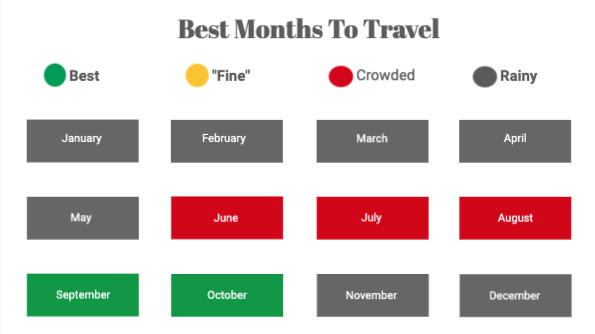 Best Months To Travel
Best "Fine" Crowded Rainy
January February March April
May June July August
September October November December